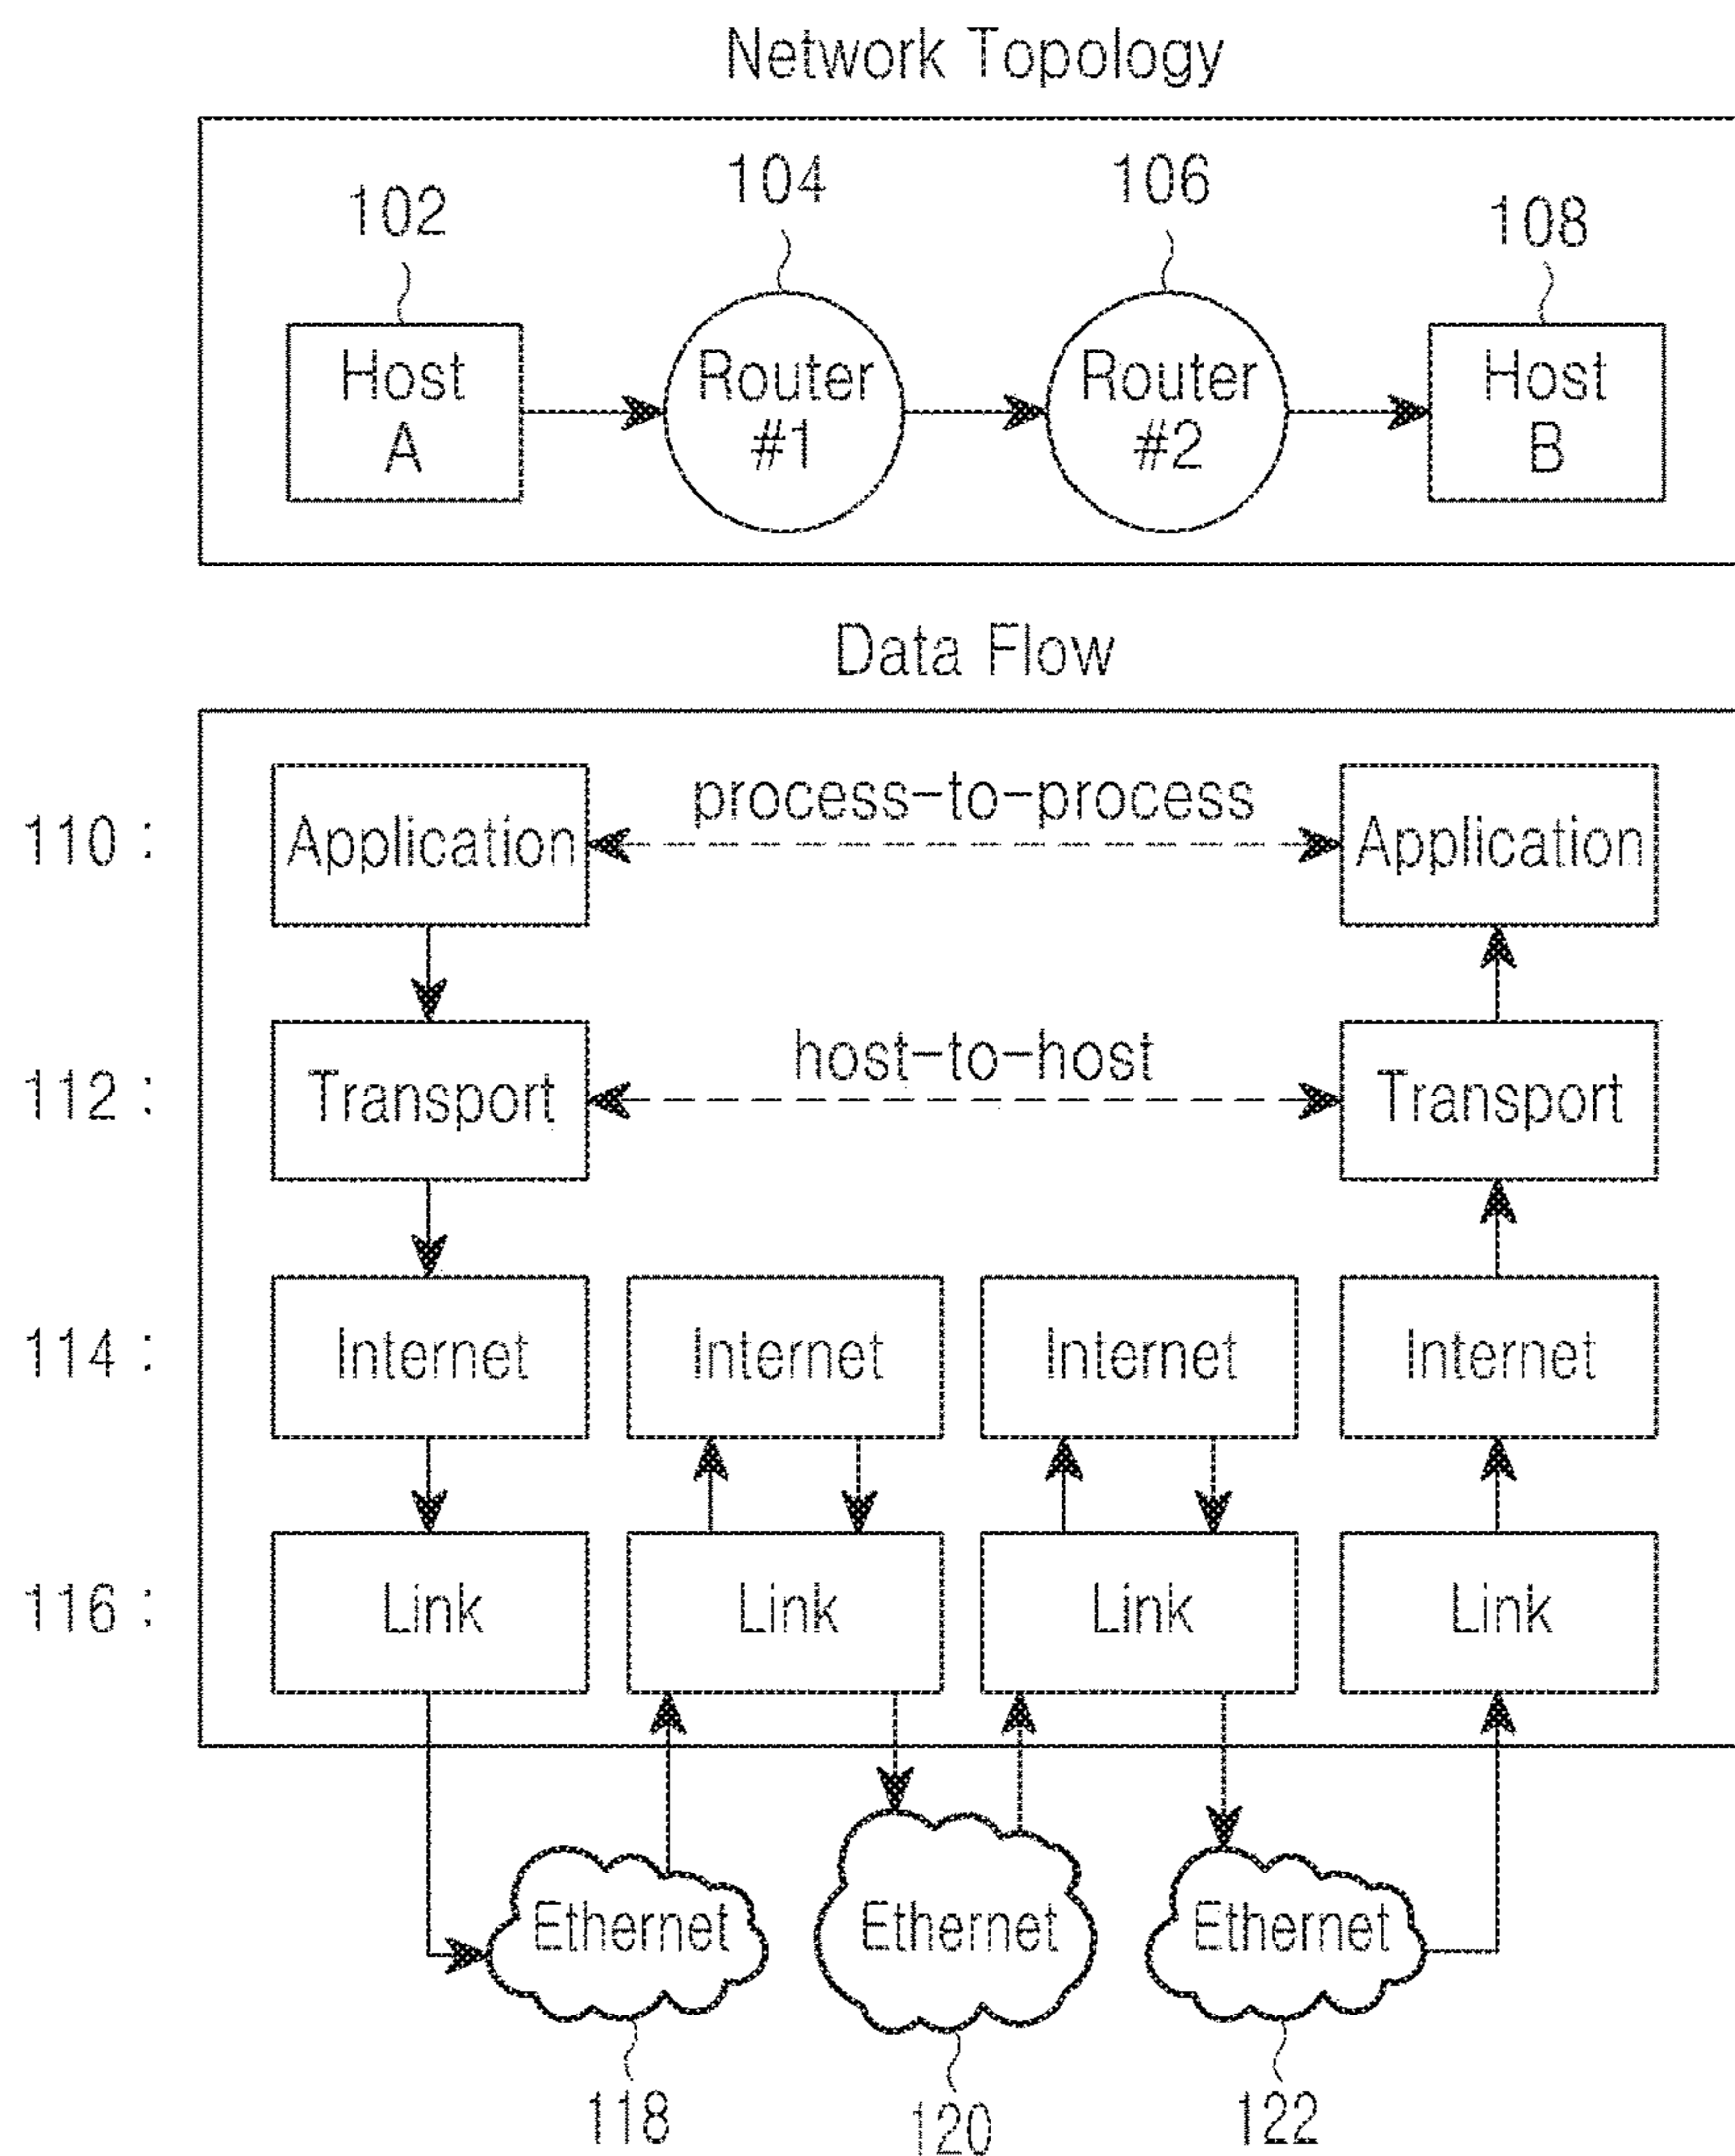 Network Topology
102
104
106
108
Host
A
Router
#1
Router
#2
Host
B
Data Flow
110 :
Application
process-to-process
Application
112 :
Transport
host-to-host
Transport
114 :
Internet
Internet
Internet
Internet
116 :
Link
Link
Link
Link
Ethernet
Ethernet
Ethernet
118
120
122